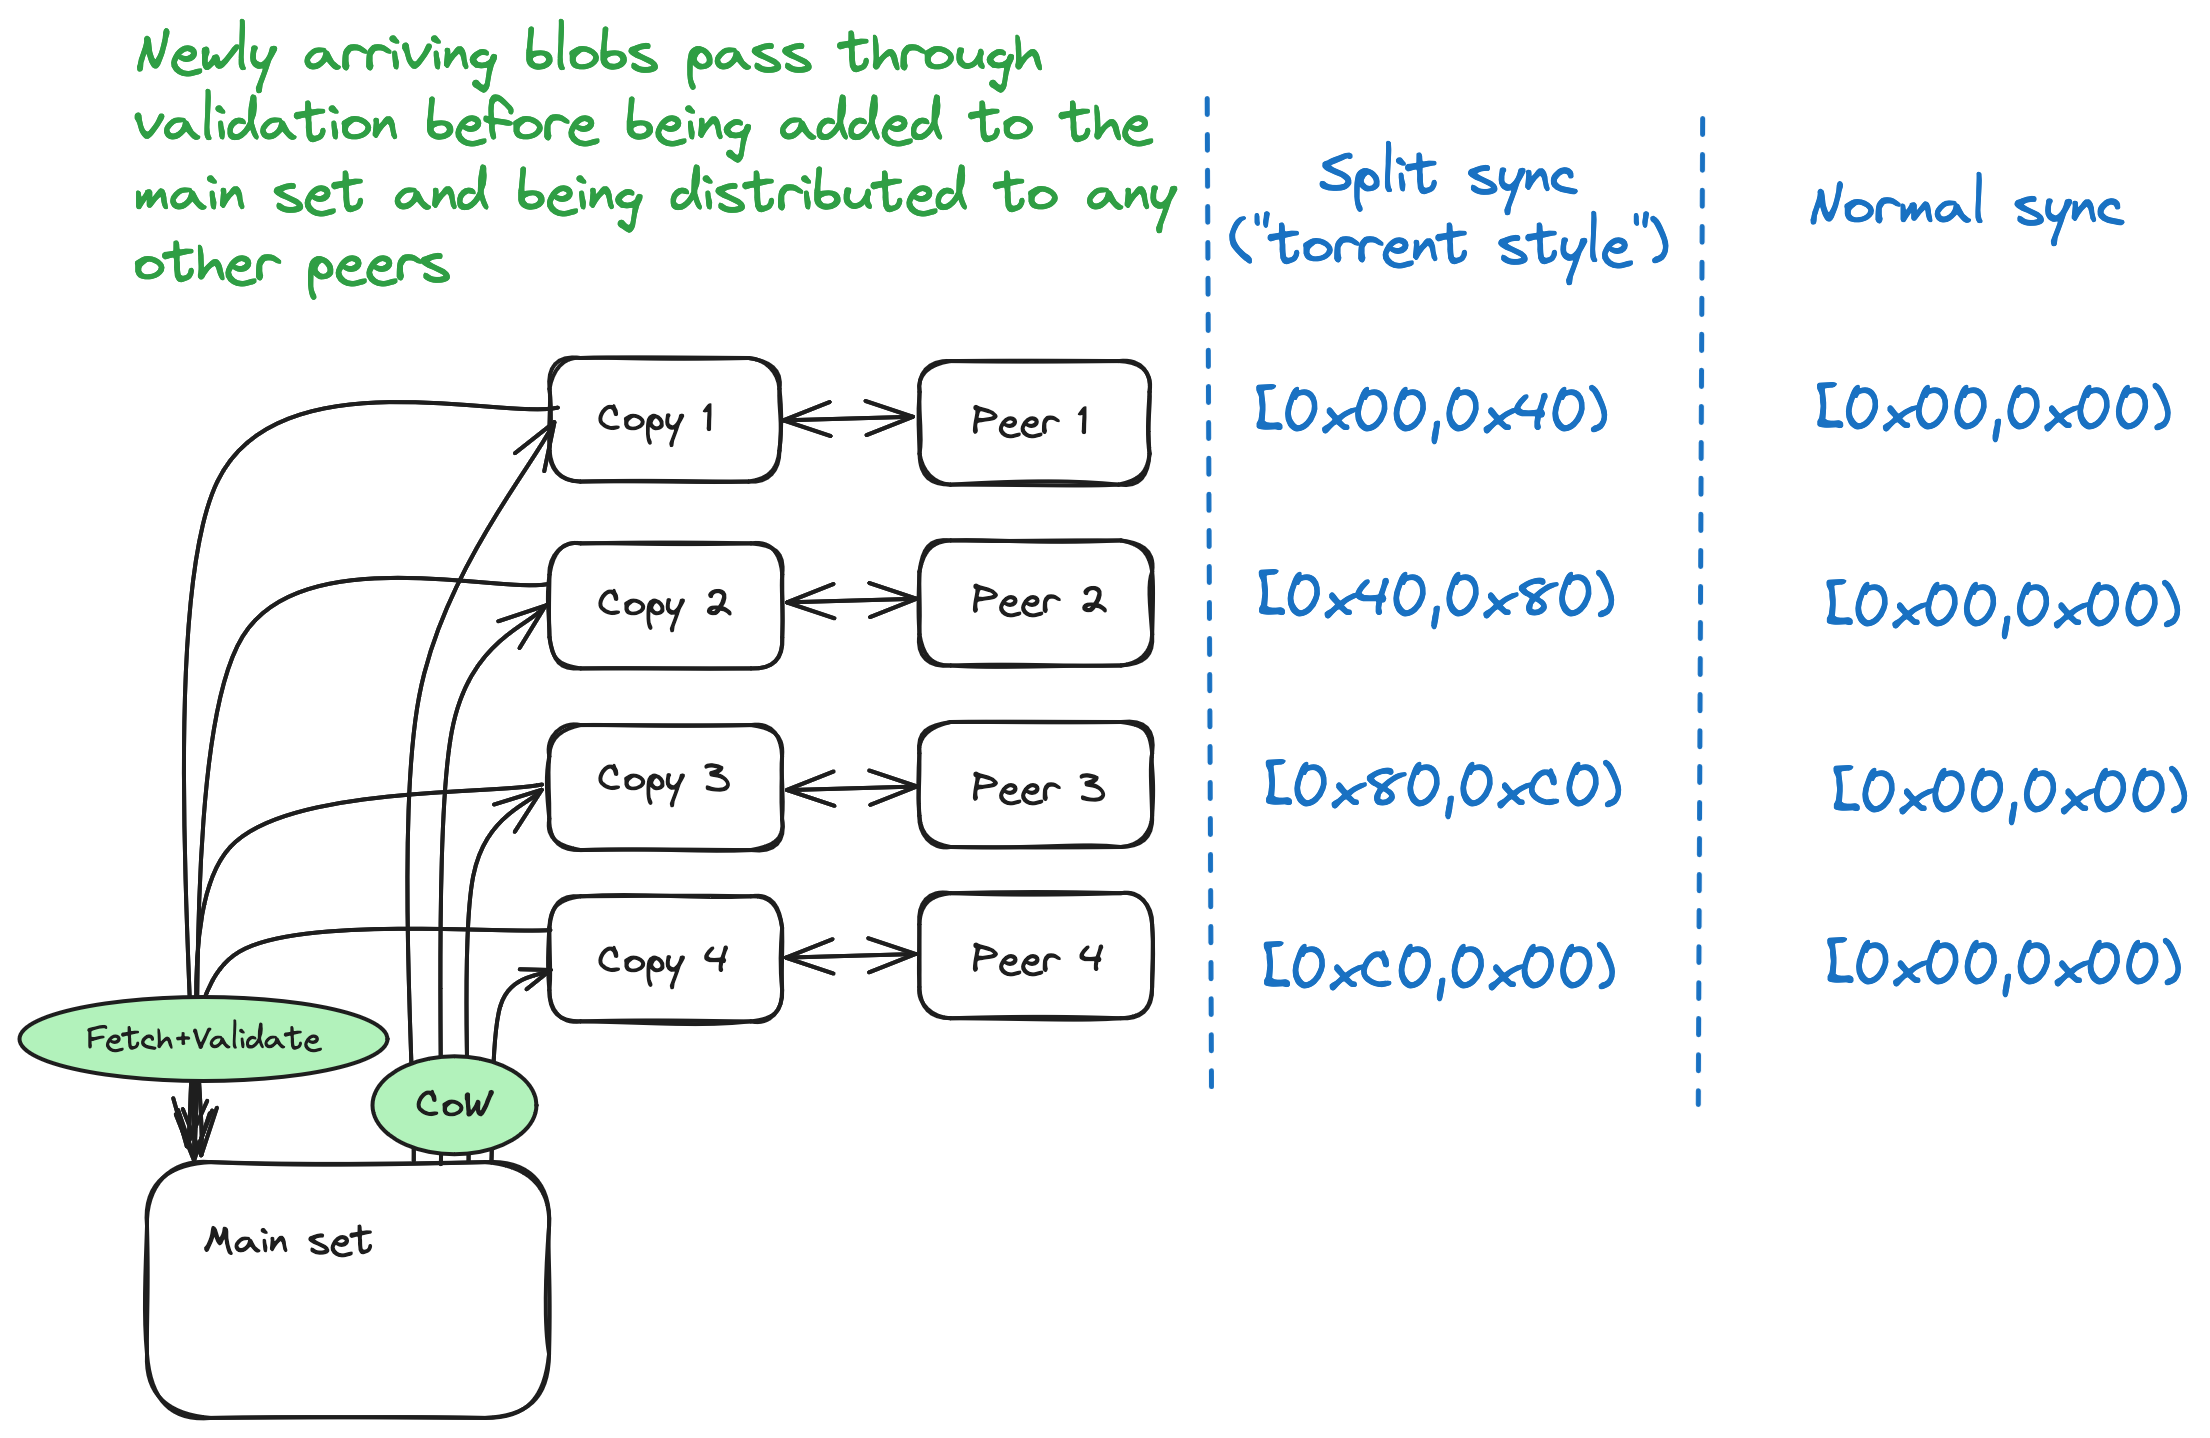 Newly arriving blobs pass through
validation before being added to the
main set and being distributed to any
other peers
Split sync
("torrent style")
Normal sync
Copy 1
Peer 1
[0x00,0x40)
[0x00,0x00)
Copy 2
Peer 2
[0x40,0x80)
[0x00,0x00)
Copy 3
Peer 3
[0x80,0xC0)
[0x00,0x00)
Copy 4
Peer 4
[0xC0,0x00)
[0x00,0x00)
Fetch+Validate
CoW
Main set